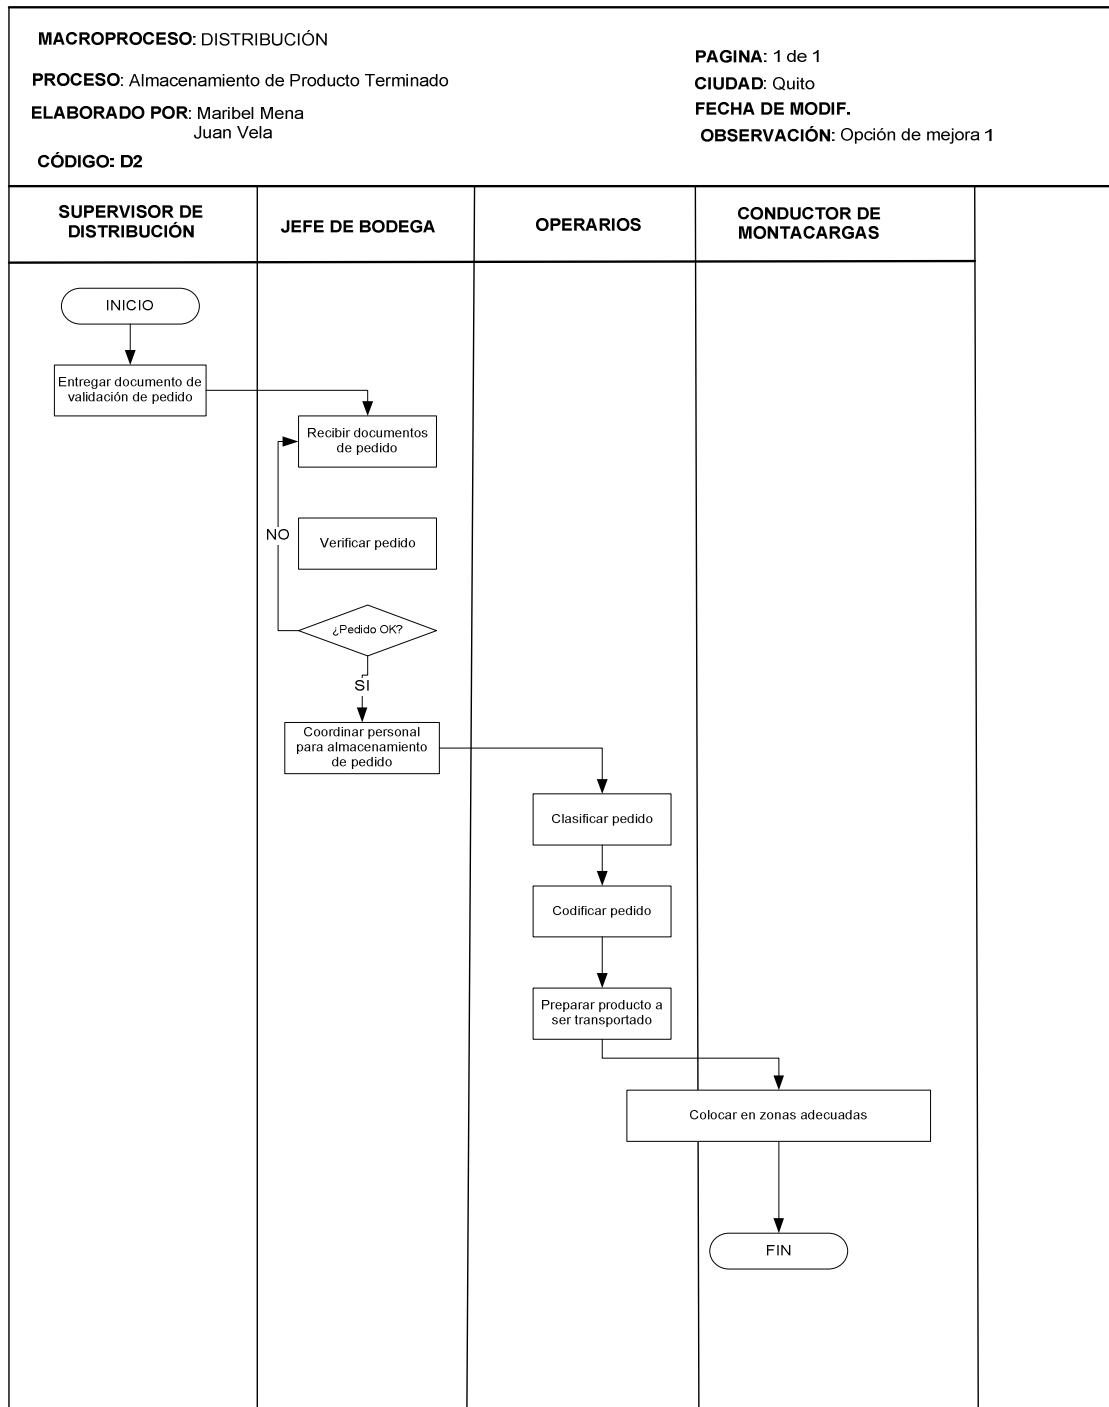 MACROPROCESO: DISTRIBUCIÓN
PROCESO: Almacenamiento de Producto Terminado
ELABORADO POR: Maribel Mena
Juan Vela
CÓDIGO: D2
PAGINA: 1 de 1
CIUDAD: Quito
FECHA DE MODIF.
OBSERVACIÓN: Opción de mejora 1
SUPERVISOR DE
DISTRIBUCIÓN
JEFE DE BODEGA
OPERARIOS
CONDUCTOR DE
MONTACARGAS
INICIO
Entregar documento de
validación de pedido
Recibir documentos
de pedido
NO
Verificar pedido
¿Pedido OK?
SI
Coordinar personal
para almacenamiento
de pedido
Clasificar pedido
Codificar pedido
Preparar producto a
ser transportado
Colocar en zonas adecuadas
FIN